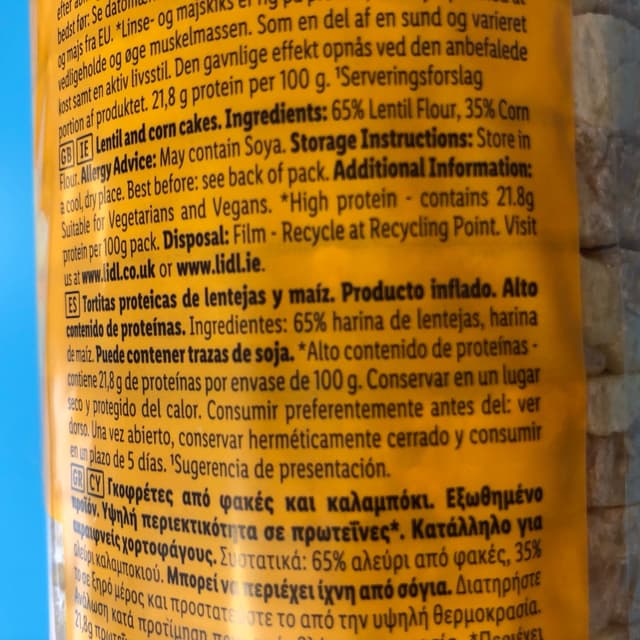 bedst før: Se
og majs fra EU. *Linse- og majskiks er rig på
vedligeholde og øge muskelmassen. Som en del af en sund og varieret
kost samt en aktiv livsstil. Den gavnlige effekt opnås ved den anbefalede
portion af produktet. 21,8 g protein per 100 g. ¹Serveringsforslag
GB IE Lentil and corn cakes. Ingredients: 65% Lentil Flour, 35% Corn
Flour. Allergy Advice: May contain Soya. Storage Instructions: Store in
a cool, dry place. Best before: see back of pack. Additional Information:
Suitable for Vegetarians and Vegans. *High protein - contains 21.8g
protein per 100g pack. Disposal: Film - Recycle at Recycling Point. Visit
us at www.lidl.co.uk or www.lidl.ie.
ES Tortitas proteicas de lentejas y maíz. Producto inflado. Alto
contenido de proteínas. Ingredientes: 65% harina de lentejas, harina
de maíz. Puede contener trazas de soja. *Alto contenido de proteínas -
contiene 21,8 g de proteínas por envase de 100 g. Conservar en un lugar
seco y protegido del calor. Consumir preferentemente antes del: ver
dorso. Una vez abierto, conservar herméticamente cerrado y consumir
en un plazo de 5 días. ¹Sugerencia de presentación.
GR CY Γκοφρέτες από φακές και καλαμπόκι. Εξωθημένο
προϊόν. Υψηλή περιεκτικότητα σε πρωτεΐνες*. Κατάλληλο για
ακραιφνείς χορτοφάγους. Συστατικά: 65% αλεύρι από φακές, 35%
αλεύρι καλαμποκιού. Μπορεί να περιέχει ίχνη από σόγια. Διατηρήστε
το σε ξηρό μέρος και προστατέψτε το από την υψηλή θερμοκρασία.
Ανάλωση κατά προτίμηση
21,8g *Περιέχει